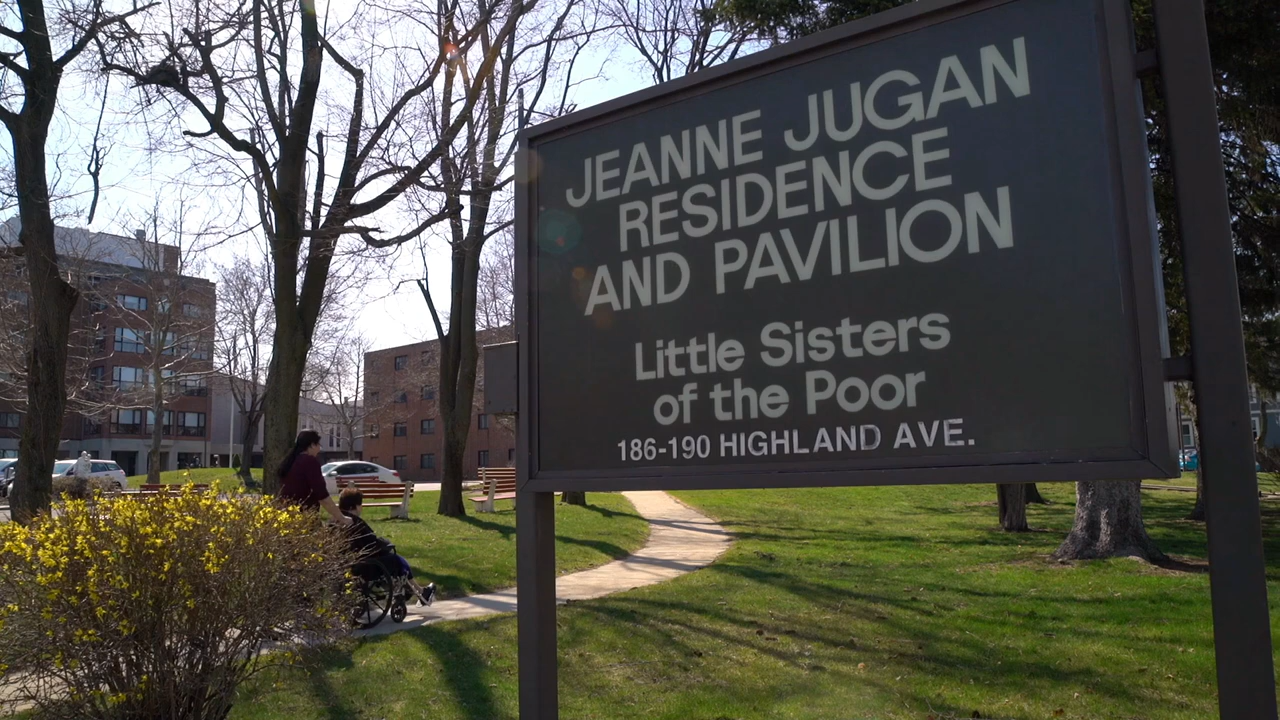 JEANNE JUGAN
RESIDENCE
AND PAVILION
Little Sisters
of the Poor
186-190 HIGHLAND AVE.